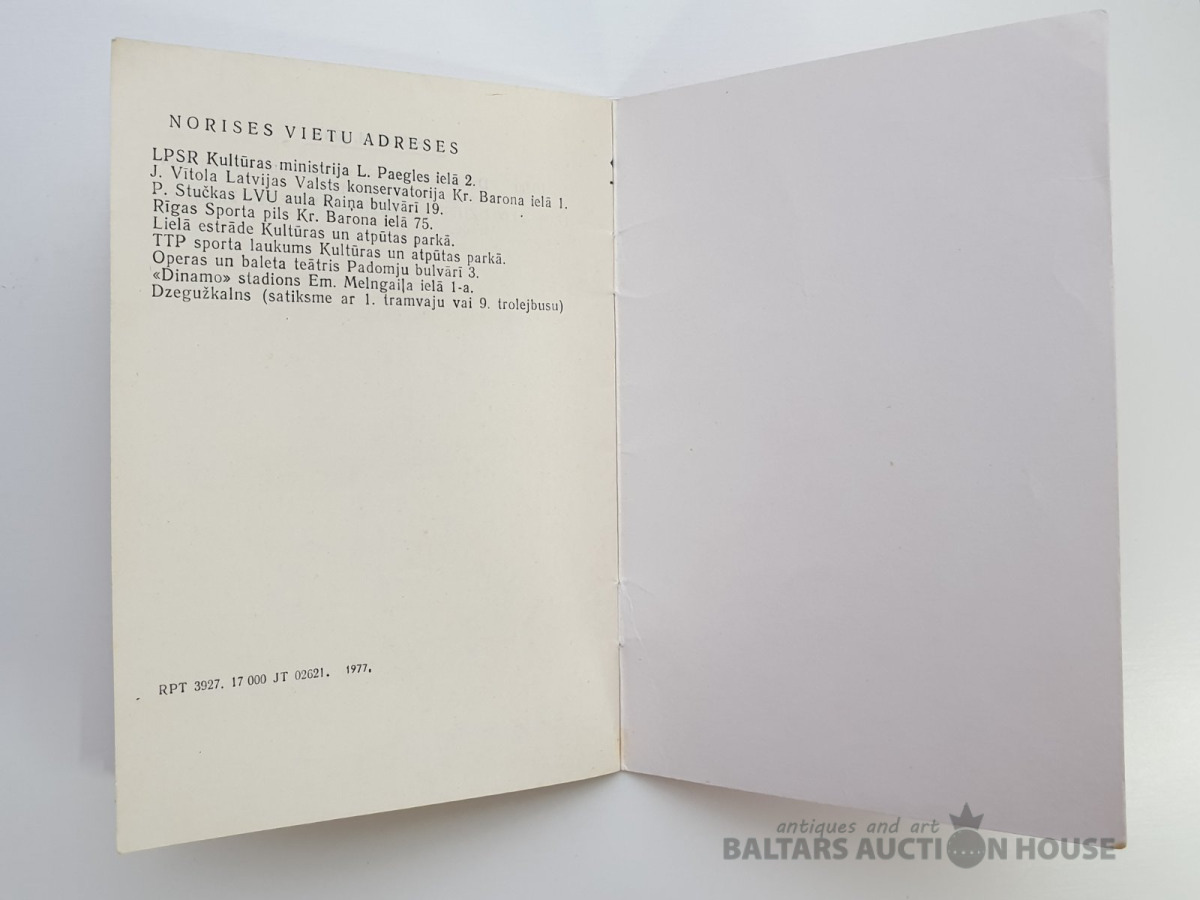 NORISES VIETU ADRESES
LPSR Kultūras ministrija L. Paegles ielā 2.
J. Vītola Latvijas Valsts konservatorija Kr. Barona ielā 1.
P. Stučkas LVU aula Raiņa bulvārī 19.
Rīgas Sporta pils Kr. Barona ielā 75.
Lielā estrāde Kultūras un atpūtas parkā.
TTP sporta laukums Kultūras un atpūtas parkā.
Operas un baleta teātris Padomju bulvārī 3.
«Dinamo» stadions Em. Melngaiļa ielā 1-a.
Dzegužkalns (satiksme ar 1. tramvaju vai 9. trolejbusu)
RPT 3927. 17 000 JT 02621. 1977.
antiques and art
BALTARS AUCTION HOUSE